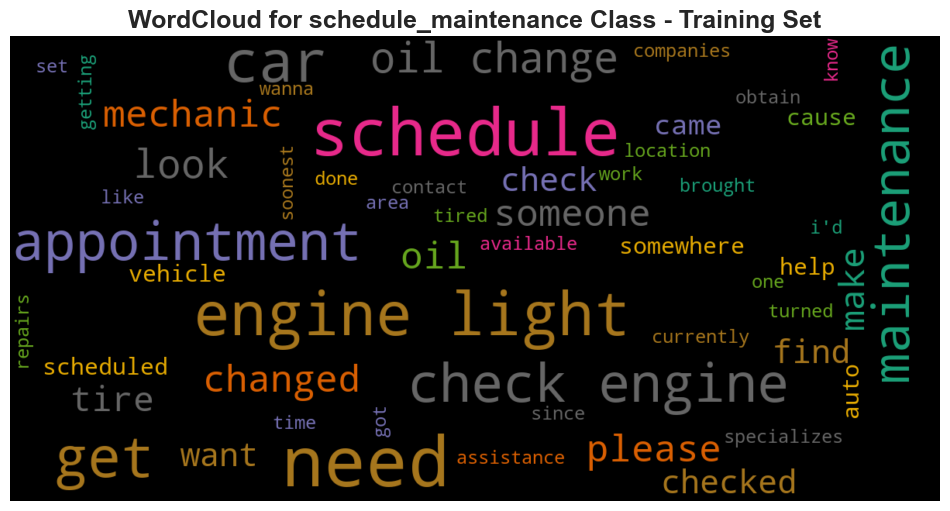 WordCloud for schedule_maintenance Class - Training Set
set
getting
car
oil change
companies
know
wanna
obtain
mechanic
schedule
came
cause
maintenance
look
soonest
done
contact
check
work
location
brought
like
area
tired
someone
i'd
appointment
oil
available
somewhere
vehicle
help
make
one
repairs
engine light
turned
currently
find
scheduled
changed
check engine
auto
tire
got
since
time
get
want
need
assistance
please
specializes
checked